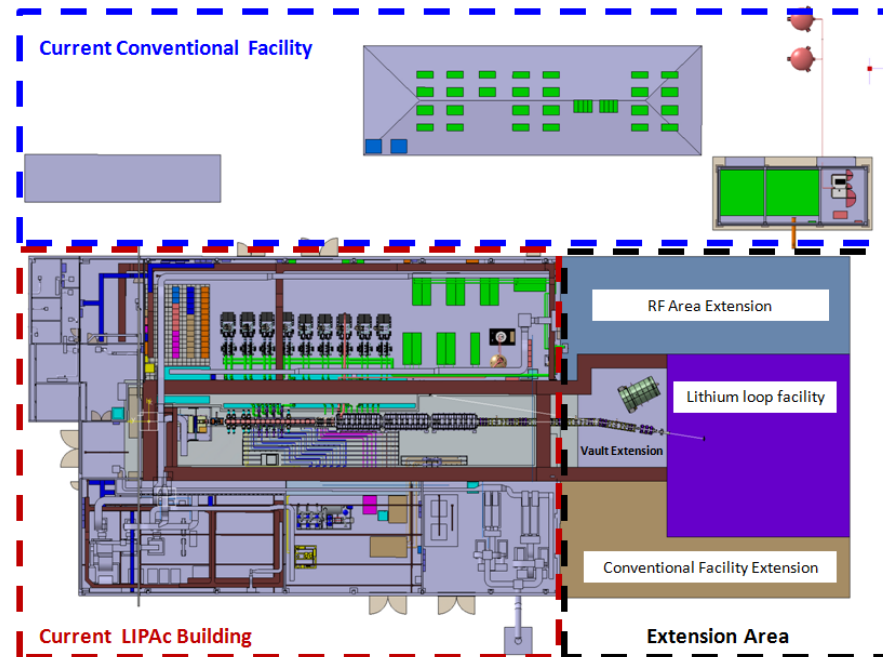 Current Conventional Facility
RF Area Extension
Lithium loop facility
Vault Extension
Conventional Facility Extension
Current LIPAc Building
Extension Area